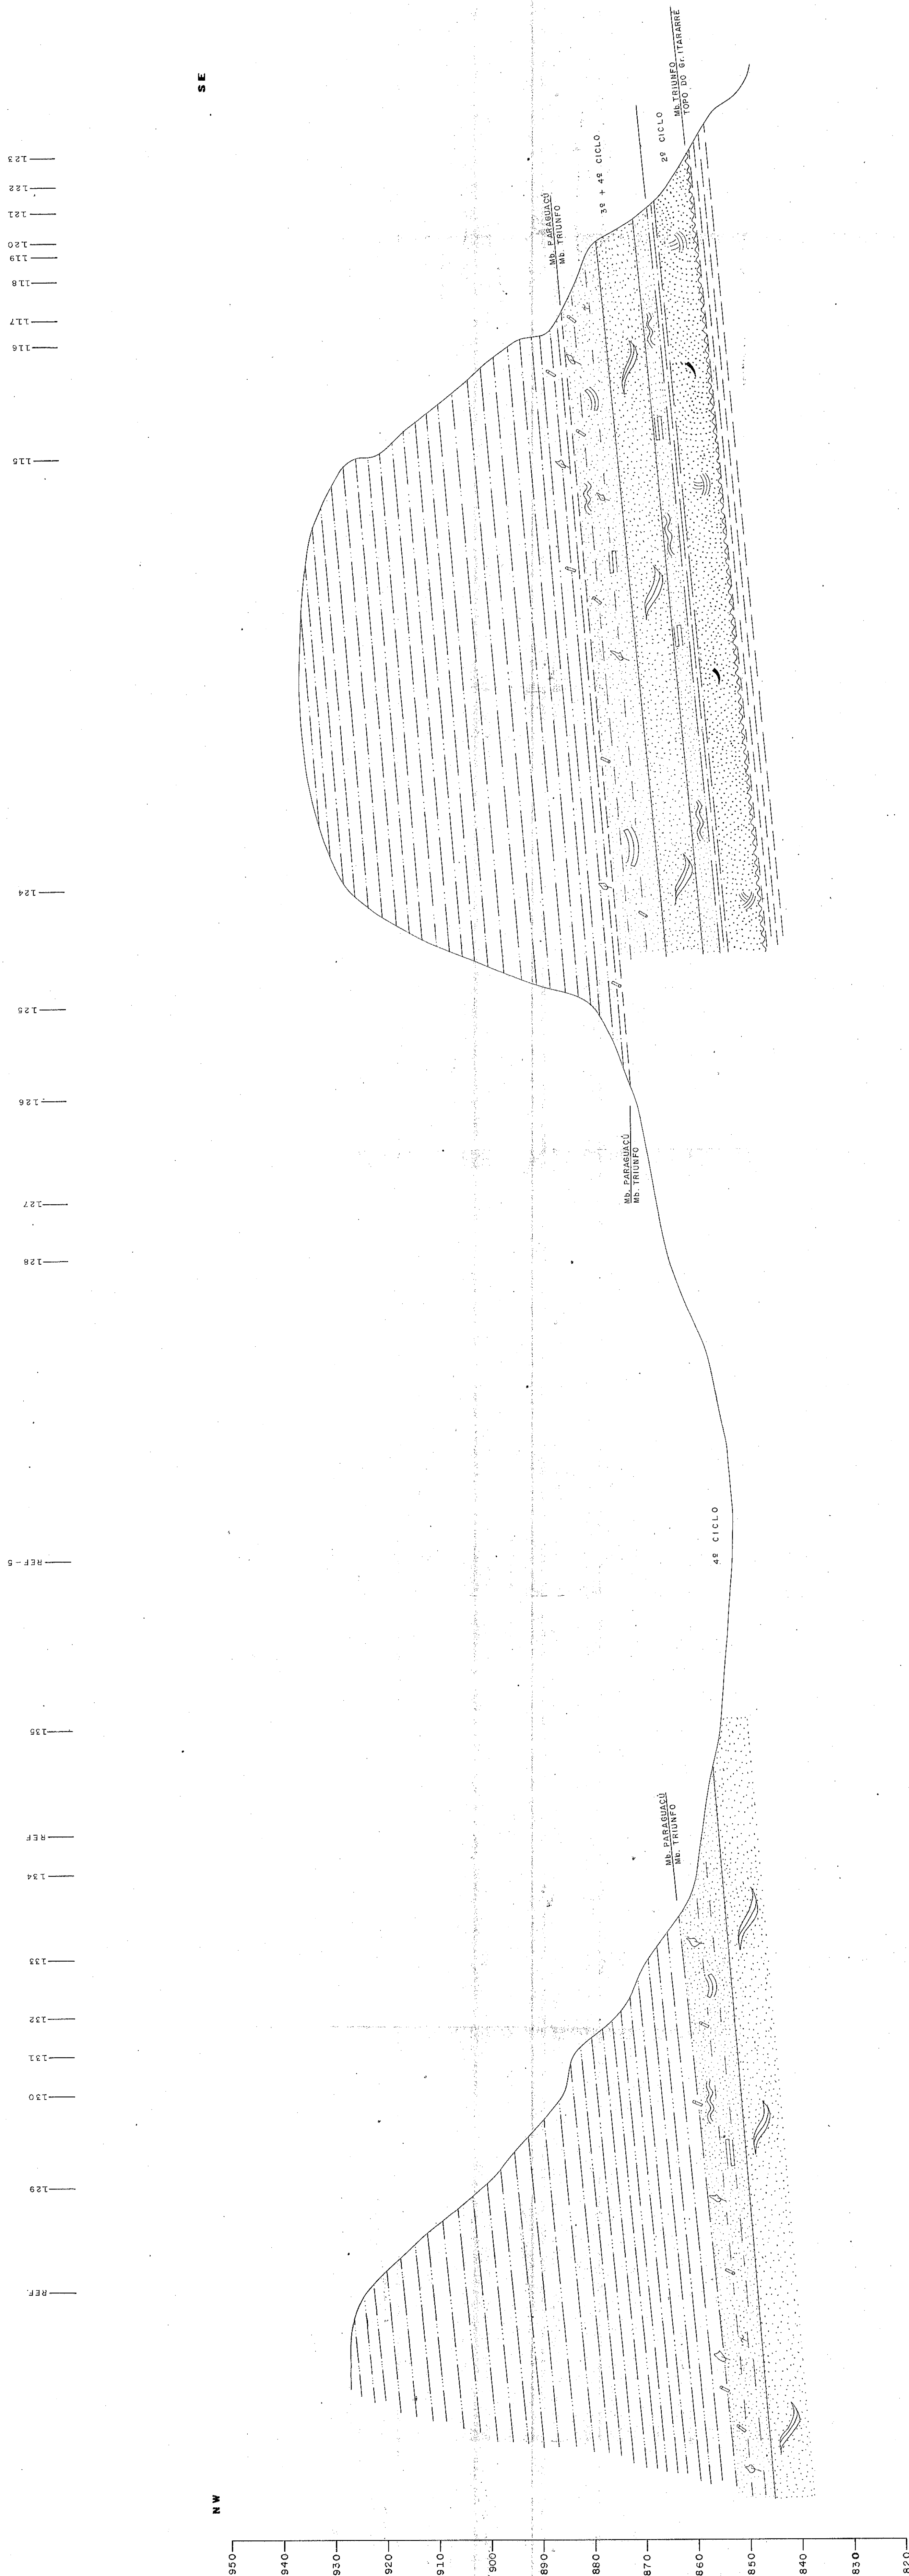 NW
SE
REF.
129
130
131
132
133
134
REF
135
REF-5
128
127
126
125
124
115
116
117
118
119
120
121
122
123
Mb. PARAGUAÇÚ
Mb. TRIUNFO
4º CICLO
Mb. PARAGUAÇÚ
Mb. TRIUNFO
Mb. PARAGUAÇÚ
Mb. TRIUNFO
3º + 4º CICLO
2º CICLO
Mb TRIUNFO
TOPO DO Gr. ITARARRÉ
950
940
930
920
910
900
890
880
870
860
850
840
830
820